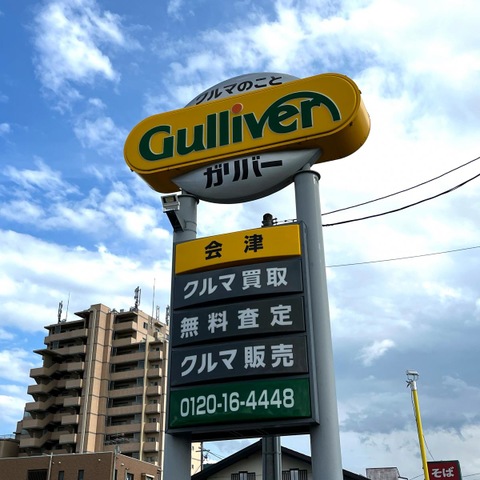 クルマのこと
Gulliver
ガリバー
会津
クルマ買取
無料査定
クルマ販売
0120-16-4448
そば